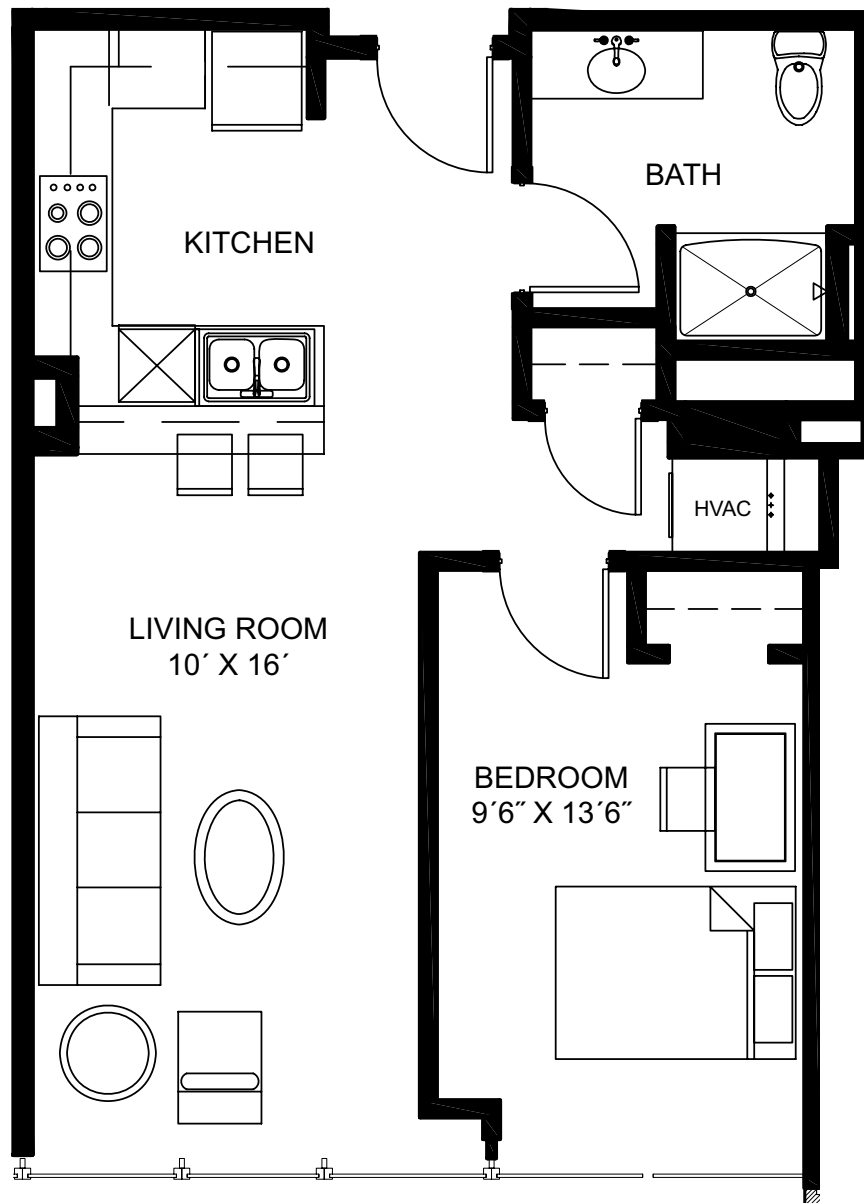 BATH
KITCHEN
HVAC
LIVING ROOM
10´ X 16´
BEDROOM
9´6˝ X 13´6˝